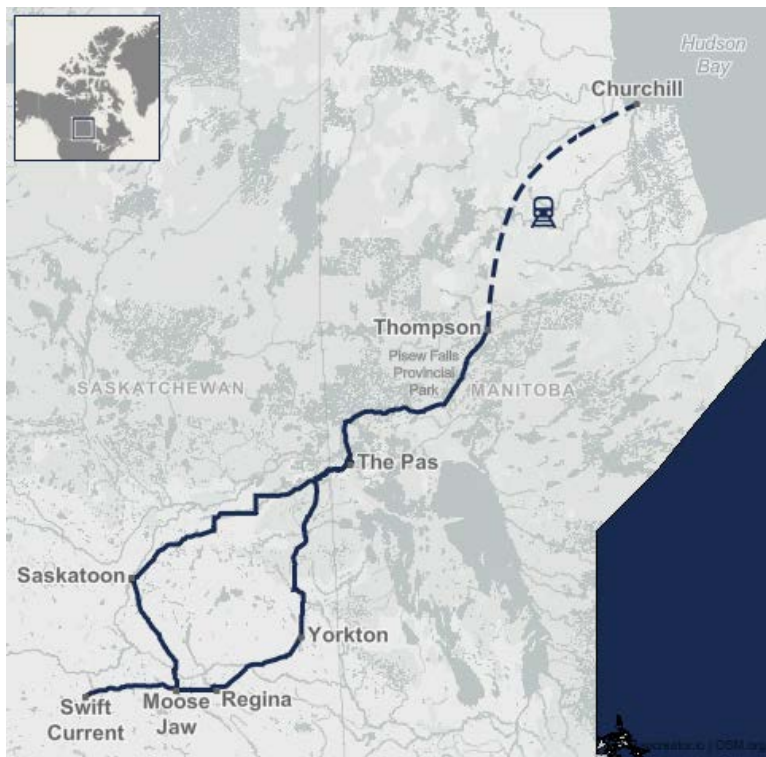 Hudson
Bay
Churchill
Thompson
Pisew Falls
Provincial
Park
SASKATCHEWAN
MANITOBA
The Pas
Saskatoon
Yorkton
Swift
Current
Moose
Jaw
Regina
| OSM.org